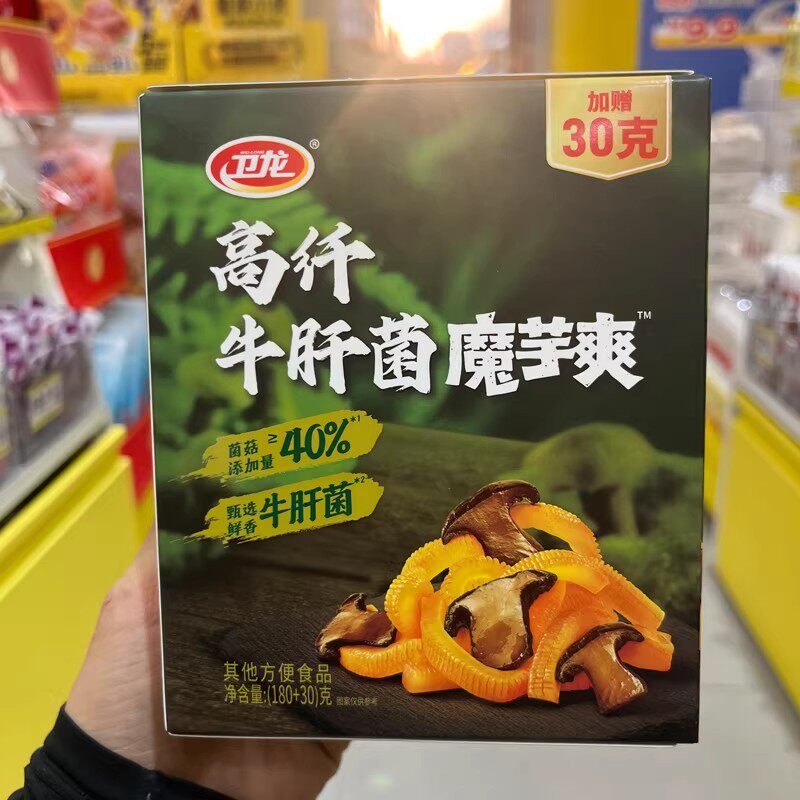 加赠
30克
WEI-LONG
卫龙®
高纤
牛肝菌魔芋爽™
菌菇添加量≥40%*1
甄选鲜香牛肝菌*2
其他方便食品
净含量:(180+30)克 图案仅供参考